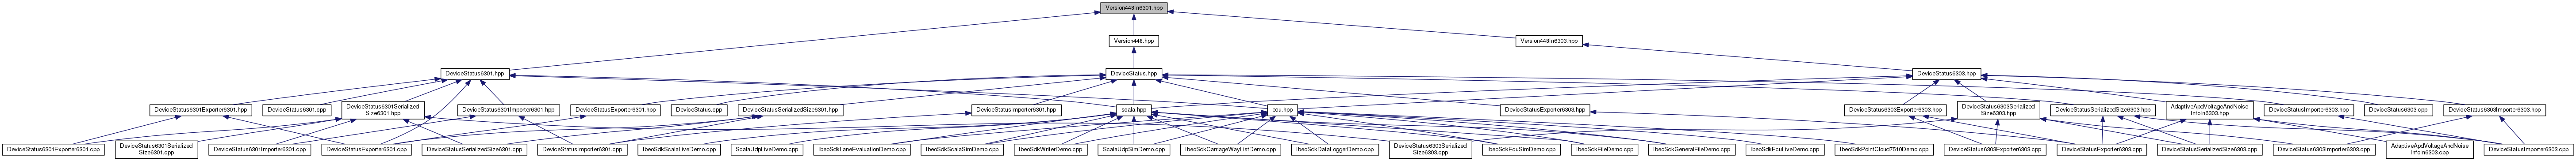 Version448In6301.hpp
Version448.hpp
Version448In6303.hpp
DeviceStatus6301.hpp
DeviceStatus.hpp
DeviceStatus6303.hpp
DeviceStatus6301Exporter6301.hpp
DeviceStatus6301.cpp
DeviceStatus6301Serialized
Size6301.hpp
DeviceStatus6301Importer6301.hpp
DeviceStatusExporter6301.hpp
DeviceStatus.cpp
DeviceStatusSerializedSize6301.hpp
DeviceStatusImporter6301.hpp
scala.hpp
ecu.hpp
DeviceStatusExporter6303.hpp
DeviceStatus6303Exporter6303.hpp
DeviceStatus6303Serialized
Size6303.hpp
DeviceStatusSerializedSize6303.hpp
AdaptiveApdVoltageAndNoise
InfoIn6303.hpp
DeviceStatusImporter6303.hpp
DeviceStatus6303.cpp
DeviceStatus6303Importer6303.hpp
DeviceStatus6301Exporter6301.cpp
DeviceStatus6301Serialized
Size6301.cpp
DeviceStatus6301Importer6301.cpp
DeviceStatusExporter6301.cpp
DeviceStatusSerializedSize6301.cpp
DeviceStatusImporter6301.cpp
IbeoSdkScalaLiveDemo.cpp
ScalaUdpLiveDemo.cpp
IbeoSdkLaneEvaluationDemo.cpp
IbeoSdkScalaSimDemo.cpp
IbeoSdkWriterDemo.cpp
ScalaUdpSimDemo.cpp
IbeoSdkCarriageWayListDemo.cpp
IbeoSdkDataLoggerDemo.cpp
DeviceStatus6303Serialized
Size6303.cpp
IbeoSdkEcuSimDemo.cpp
IbeoSdkFileDemo.cpp
IbeoSdkGeneralFileDemo.cpp
IbeoSdkEcuLiveDemo.cpp
IbeoSdkPointCloud7510Demo.cpp
DeviceStatus6303Exporter6303.cpp
DeviceStatusExporter6303.cpp
DeviceStatusSerializedSize6303.cpp
DeviceStatus6303Importer6303.cpp
AdaptiveApdVoltageAndNoise
InfoIn6303.cpp
DeviceStatusImporter6303.cpp